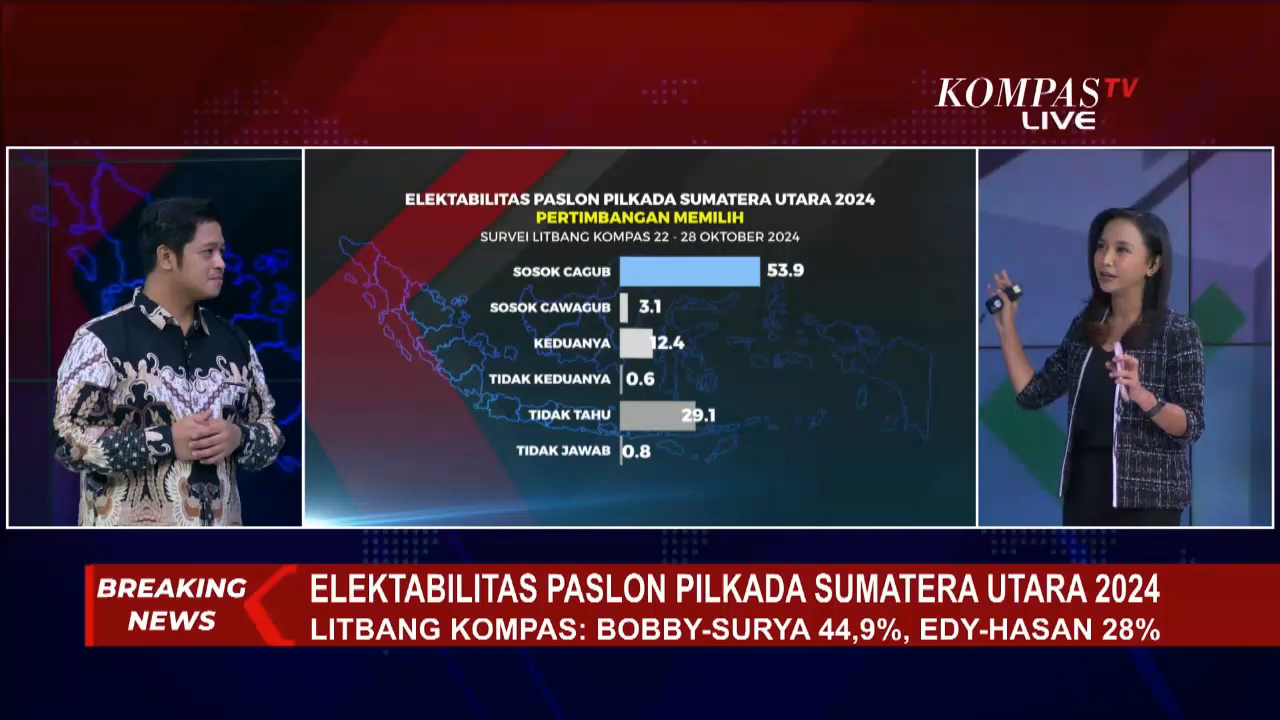 KOMPAS TV
LIVE
ELEKTABILITAS PASLON PILKADA SUMATERA UTARA 2024
PERTIMBANGAN MEMILIH
SURVEI LITBANG KOMPAS 22 - 28 OKTOBER 2024
SOSOK CAGUB 53.9
SOSOK CAWAGUB 3.1
KEDUANYA 12.4
TIDAK KEDUANYA 0.6
TIDAK TAHU 29.1
TIDAK JAWAB 0.8
BREAKING NEWS
ELEKTABILITAS PASLON PILKADA SUMATERA UTARA 2024
LITBANG KOMPAS: BOBBY-SURYA 44,9%, EDY-HASAN 28%